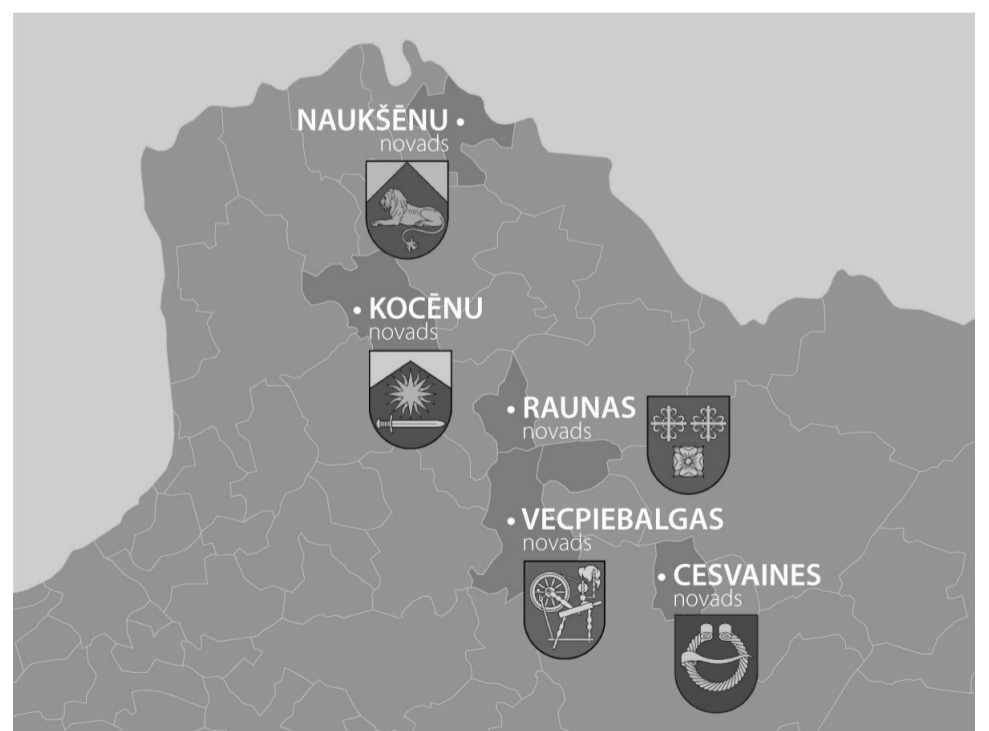 NAUKŠĒNU
novads
KOCĒNU
novads
RAUNAS
novads
VECPIEBALGAS
novads
CESVAINES
novads